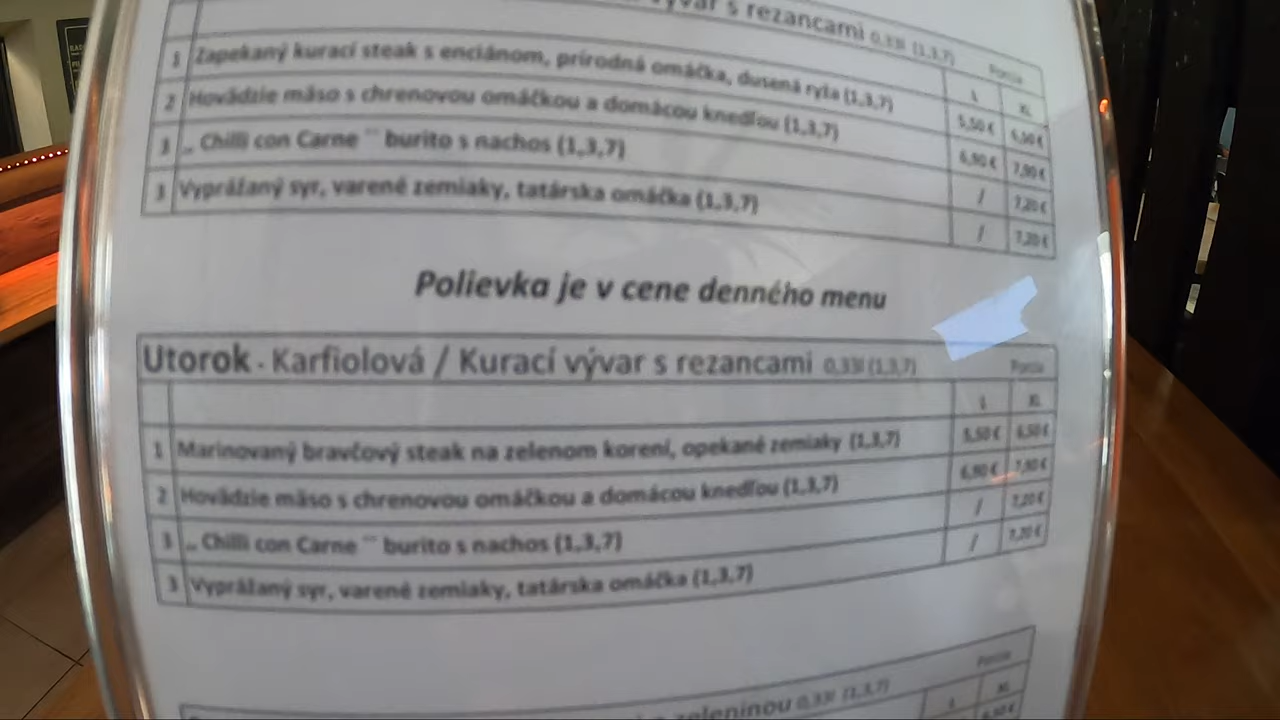 vývar s rezancami 0,33l (1,3,7)
Porcia
L XL
1 Zapekaný kurací steak s enciánom, prírodná omáčka, dusená ryža (1,3,7) 5,50 € 6,50 €
2 Hovädzie mäso s chrenovou omáčkou a domácou knedľou (1,3,7) 6,90 € 7,90 €
3 „ Chilli con Carne “ burito s nachos (1,3,7) / 7,20 €
3 Vyprážaný syr, varené zemiaky, tatárska omáčka (1,3,7) / 7,20 €
Polievka je v cene denného menu
Utorok - Karfiolová / Kurací vývar s rezancami 0,33l (1,3,7) Porcia
L XL
1 Marinovaný bravčový steak na zelenom korení, opekané zemiaky (1,3,7) 5,50 € 6,50 €
2 Hovädzie mäso s chrenovou omáčkou a domácou knedľou (1,3,7) 6,90 € 7,90 €
3 „ Chilli con Carne “ burito s nachos (1,3,7) / 7,20 €
3 Vyprážaný syr, varené zemiaky, tatárska omáčka (1,3,7) / 7,20 €
zeleninou 0,33l (1,3,7) Porcia
L XL
6,50 €